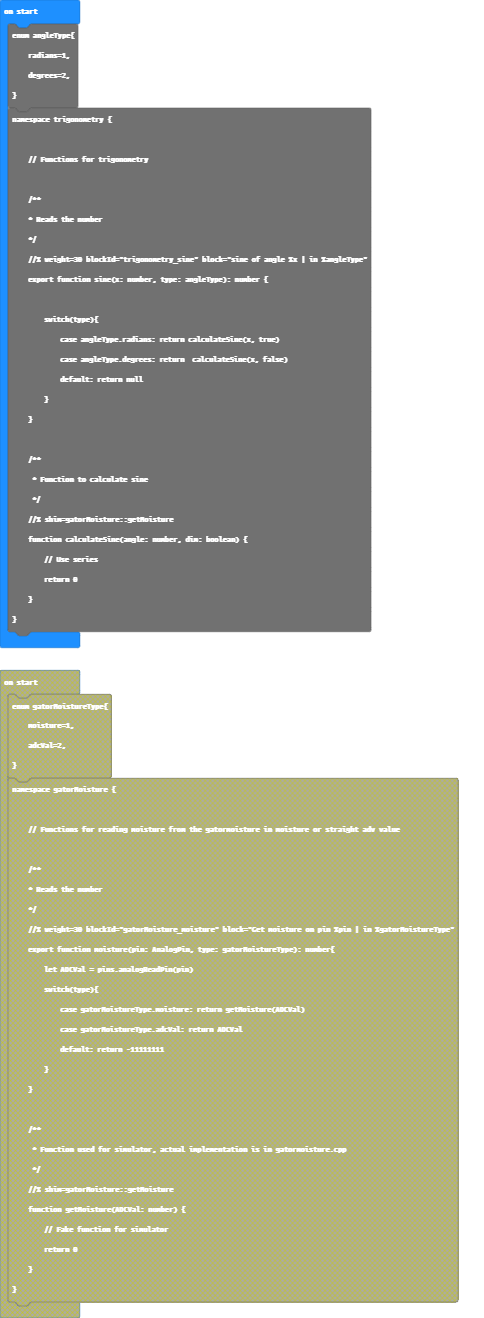 on start
enum angleType{
radians=1,
degrees=2,
}
namespace trigonometry {
// Functions for trigonometry
/**
* Reads the number
*/
//% weight=30 blockId="trigonometry_sine" block="sine of angle %x | in %angleType"
export function sine(x: number, type: angleType): number {
switch(type){
case angleType.radians: return calculateSine(x, true)
case angleType.degrees: return  calculateSine(x, false)
default: return null
}
}
/**
* Function to calculate sine
*/
//% shim=gatorMoisture::getMoisture
function calculateSine(angle: number, dim: boolean) {
// Use series
return 0
}
}
on start
enum gatorMoistureType{
moisture=1,
adcVal=2,
}
namespace gatorMoisture {
// Functions for reading moisture from the gatormoisture in moisture or straight adv value
/**
* Reads the number
*/
//% weight=30 blockId="gatorMoisture_moisture" block="Get moisture on pin %pin | in %gatorMoistureType"
export function moisture(pin: AnalogPin, type: gatorMoistureType): number{
let ADCVal = pins.analogReadPin(pin)
switch(type){
case gatorMoistureType.moisture: return getMoisture(ADCVal)
case gatorMoistureType.adcVal: return ADCVal
default: return -11111111
}
}
/**
* Function used for simulator, actual implementation is in gatormoisture.cpp
*/
//% shim=gatorMoisture::getMoisture
function getMoisture(ADCVal: number) {
// Fake function for simulator
return 0
}
}